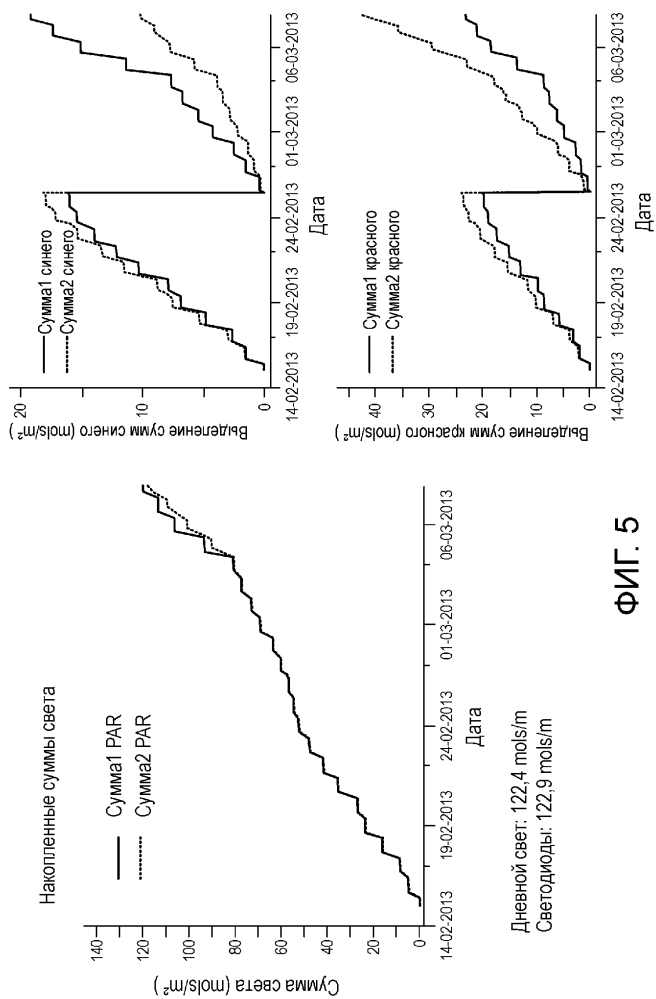 Накопленные суммы света
Сумма1 PAR
Сумма2 PAR
Сумма света (mols/m²)
140
120
100
80
60
40
20
0
14-02-2013 19-02-2013 24-02-2013 01-03-2013 06-03-2013
Дата
Дневной свет: 122,4 mols/m
Светодиоды: 122,9 mols/m
Сумма1 синего
Сумма2 синего
Выделение сумм синего (mols/m²)
20
10
0
14-02-2013 19-02-2013 24-02-2013 01-03-2013 06-03-2013
Дата
Сумма1 красного
Сумма2 красного
Выделение сумм красного (mols/m²)
40
30
20
10
0
14-02-2013 19-02-2013 24-02-2013 01-03-2013 06-03-2013
Дата
ФИГ. 5